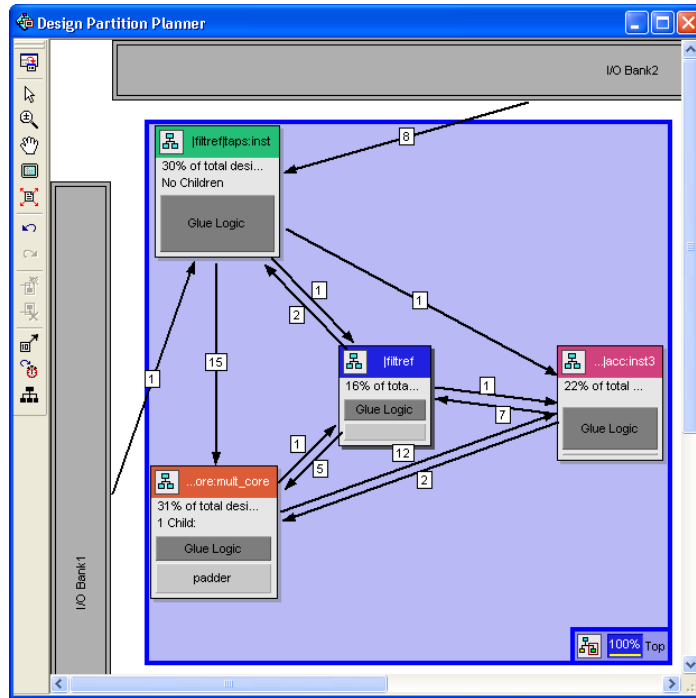 Design Partition Planner
I/O Bank2
8
|filtref|taps:inst
30% of total desi...
No Children
Glue Logic
1
2
1
15
1
|filtref
16% of tota...
Glue Logic
...|acc:inst3
22% of total ...
Glue Logic
1
7
12
1
5
2
...ore:mult_core
31% of total desi...
1 Child:
Glue Logic
padder
I/O Bank1
100% Top